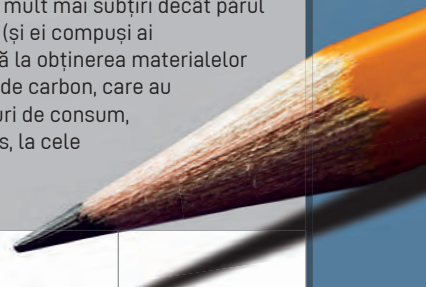 mult mai subțiri decât părul
(și ei compuși ai
ă la obținerea materialelor
de carbon, care au
uri de consum,
s, la cele